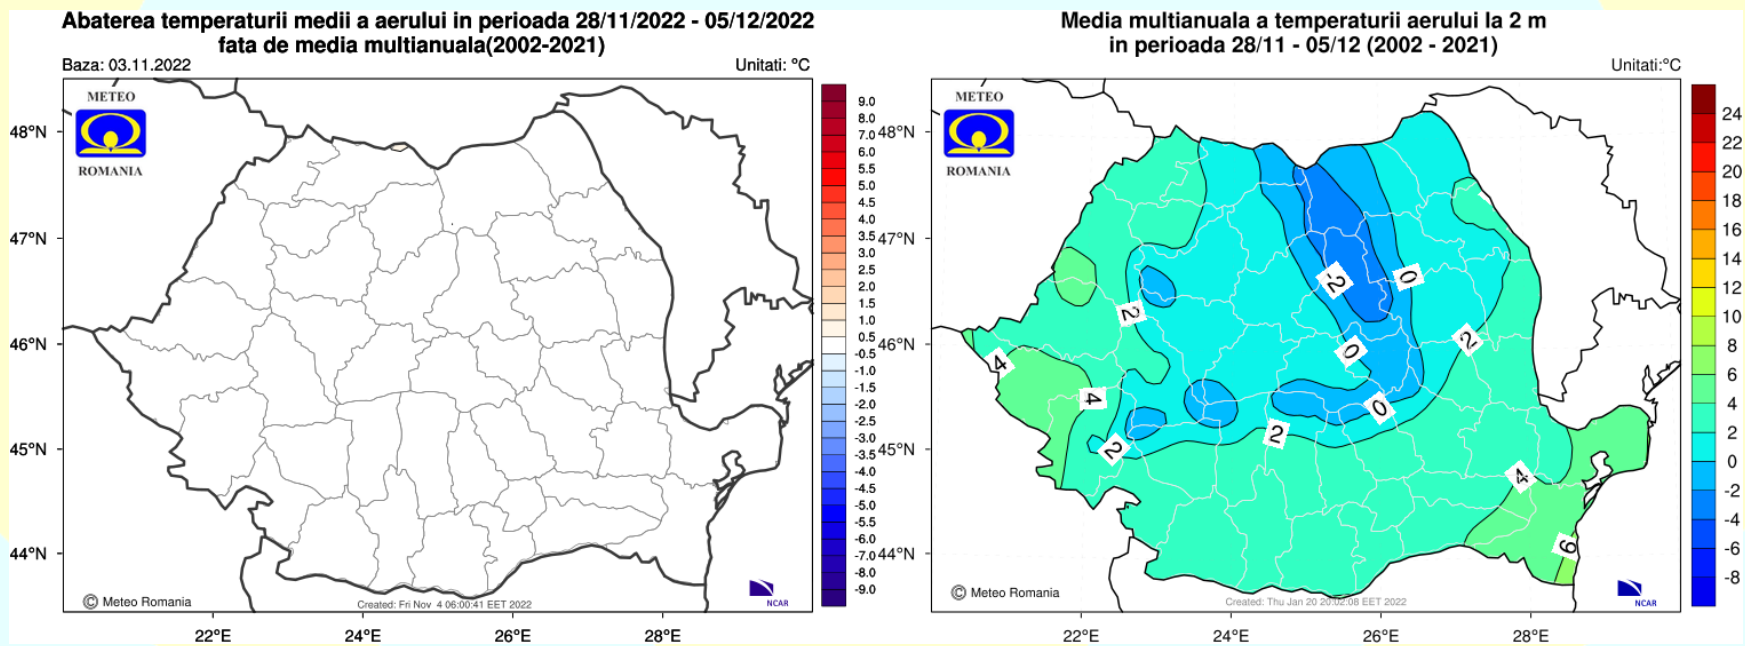 Abaterea temperaturii medii a aerului in perioada 28/11/2022 - 05/12/2022
fata de media multianuala(2002-2021)
Baza: 03.11.2022
Unitati: °C
METEO
ROMANIA
48°N
47°N
46°N
45°N
44°N
22°E
24°E
26°E
28°E
9.0
8.0
7.0
6.0
5.5
5.0
4.5
4.0
3.5
3.0
2.5
2.0
1.5
1.0
0.5
-0.5
-1.0
-1.5
-2.0
-2.5
-3.0
-3.5
-4.0
-4.5
-5.0
-5.5
-6.0
-7.0
-8.0
-9.0
© Meteo Romania
Created: Fri Nov 4 06:00:41 EET 2022
NCAR
Media multianuala a temperaturii aerului la 2 m
in perioada 28/11 - 05/12 (2002 - 2021)
Unitati:°C
METEO
ROMANIA
48°N
47°N
46°N
45°N
44°N
22°E
24°E
26°E
28°E
-2
0
2
0
2
4
4
0
2
2
4
6
24
22
20
18
16
14
12
10
8
6
4
2
0
-2
-4
-6
-8
© Meteo Romania
Created: Thu Jan 20 20:02:08 EET 2022
NCAR